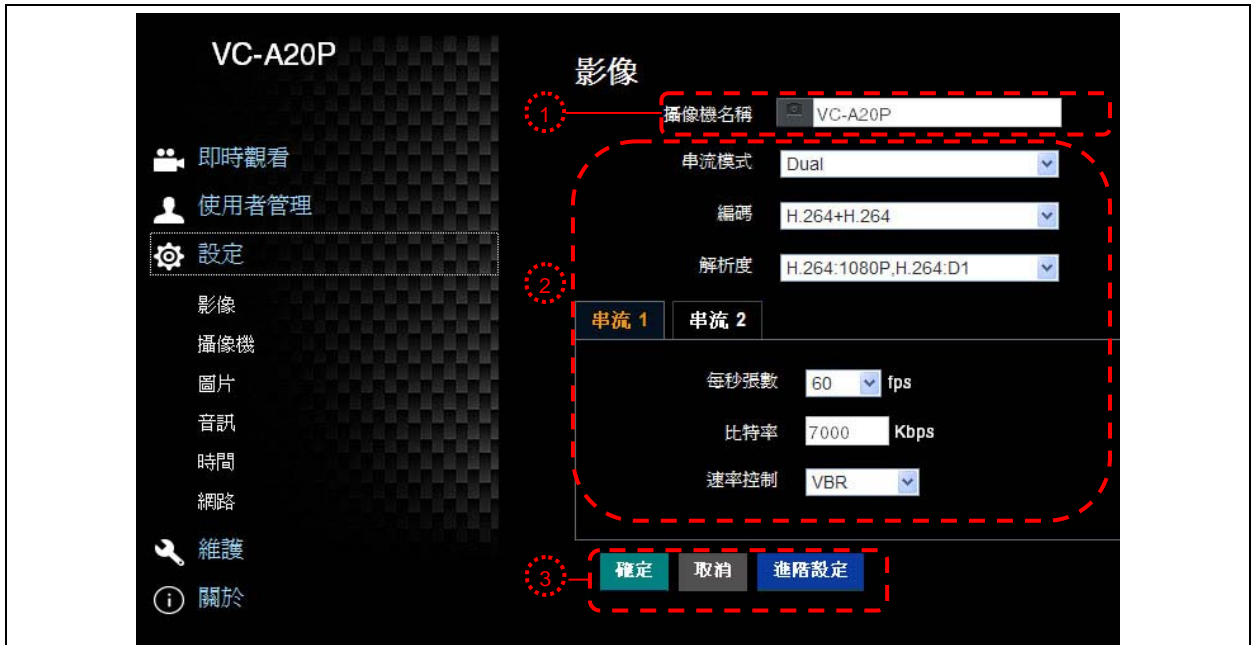 VC-A20P
即時觀看
使用者管理
設定
影像
攝像機
圖片
音訊
時間
網路
維護
關於
影像
1
攝像機名稱 VC-A20P
2
串流模式 Dual
編碼 H.264+H.264
解析度 H.264:1080P,H.264:D1
串流 1 串流 2
每秒張數 60 fps
比特率 7000 Kbps
速率控制 VBR
3
確定 取消 進階設定